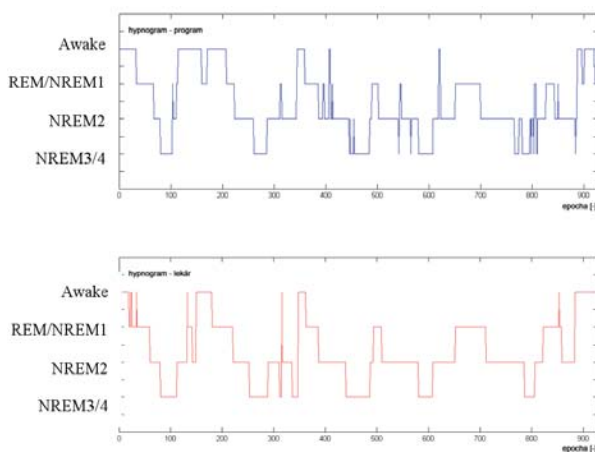 hypnogram - program
Awake
REM/NREM1
NREM2
NREM3/4
0 100 200 300 400 500 600 700 800 900
epocha [-]
hypnogram - lekár
Awake
REM/NREM1
NREM2
NREM3/4
0 100 200 300 400 500 600 700 800 900
epocha [-]